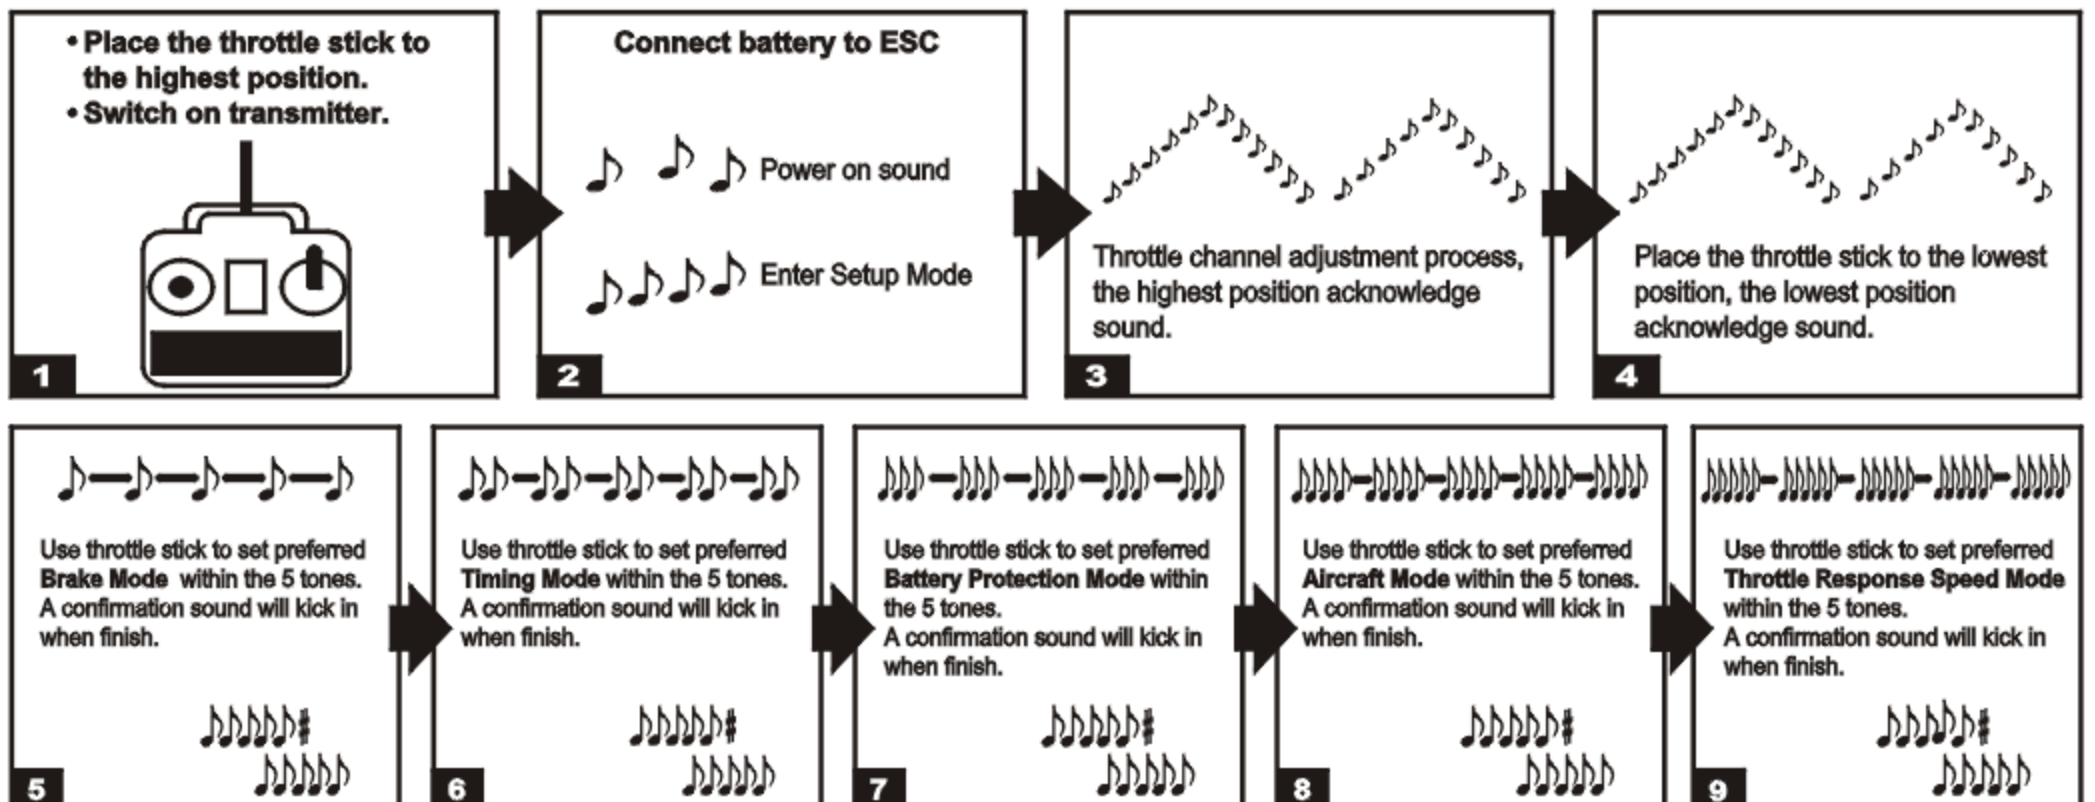 • Place the throttle stick to
the highest position.
• Switch on transmitter.
1
Connect battery to ESC
Power on sound
Enter Setup Mode
2
Throttle channel adjustment process,
the highest position acknowledge
sound.
3
Place the throttle stick to the lowest
position, the lowest position
acknowledge sound.
4
Use throttle stick to set preferred
Brake Mode within the 5 tones.
A confirmation sound will kick in
when finish.
5
Use throttle stick to set preferred
Timing Mode within the 5 tones.
A confirmation sound will kick in
when finish.
6
Use throttle stick to set preferred
Battery Protection Mode within
the 5 tones.
A confirmation sound will kick in
when finish.
7
Use throttle stick to set preferred
Aircraft Mode within the 5 tones.
A confirmation sound will kick in
when finish.
8
Use throttle stick to set preferred
Throttle Response Speed Mode
within the 5 tones.
A confirmation sound will kick in
when finish.
9